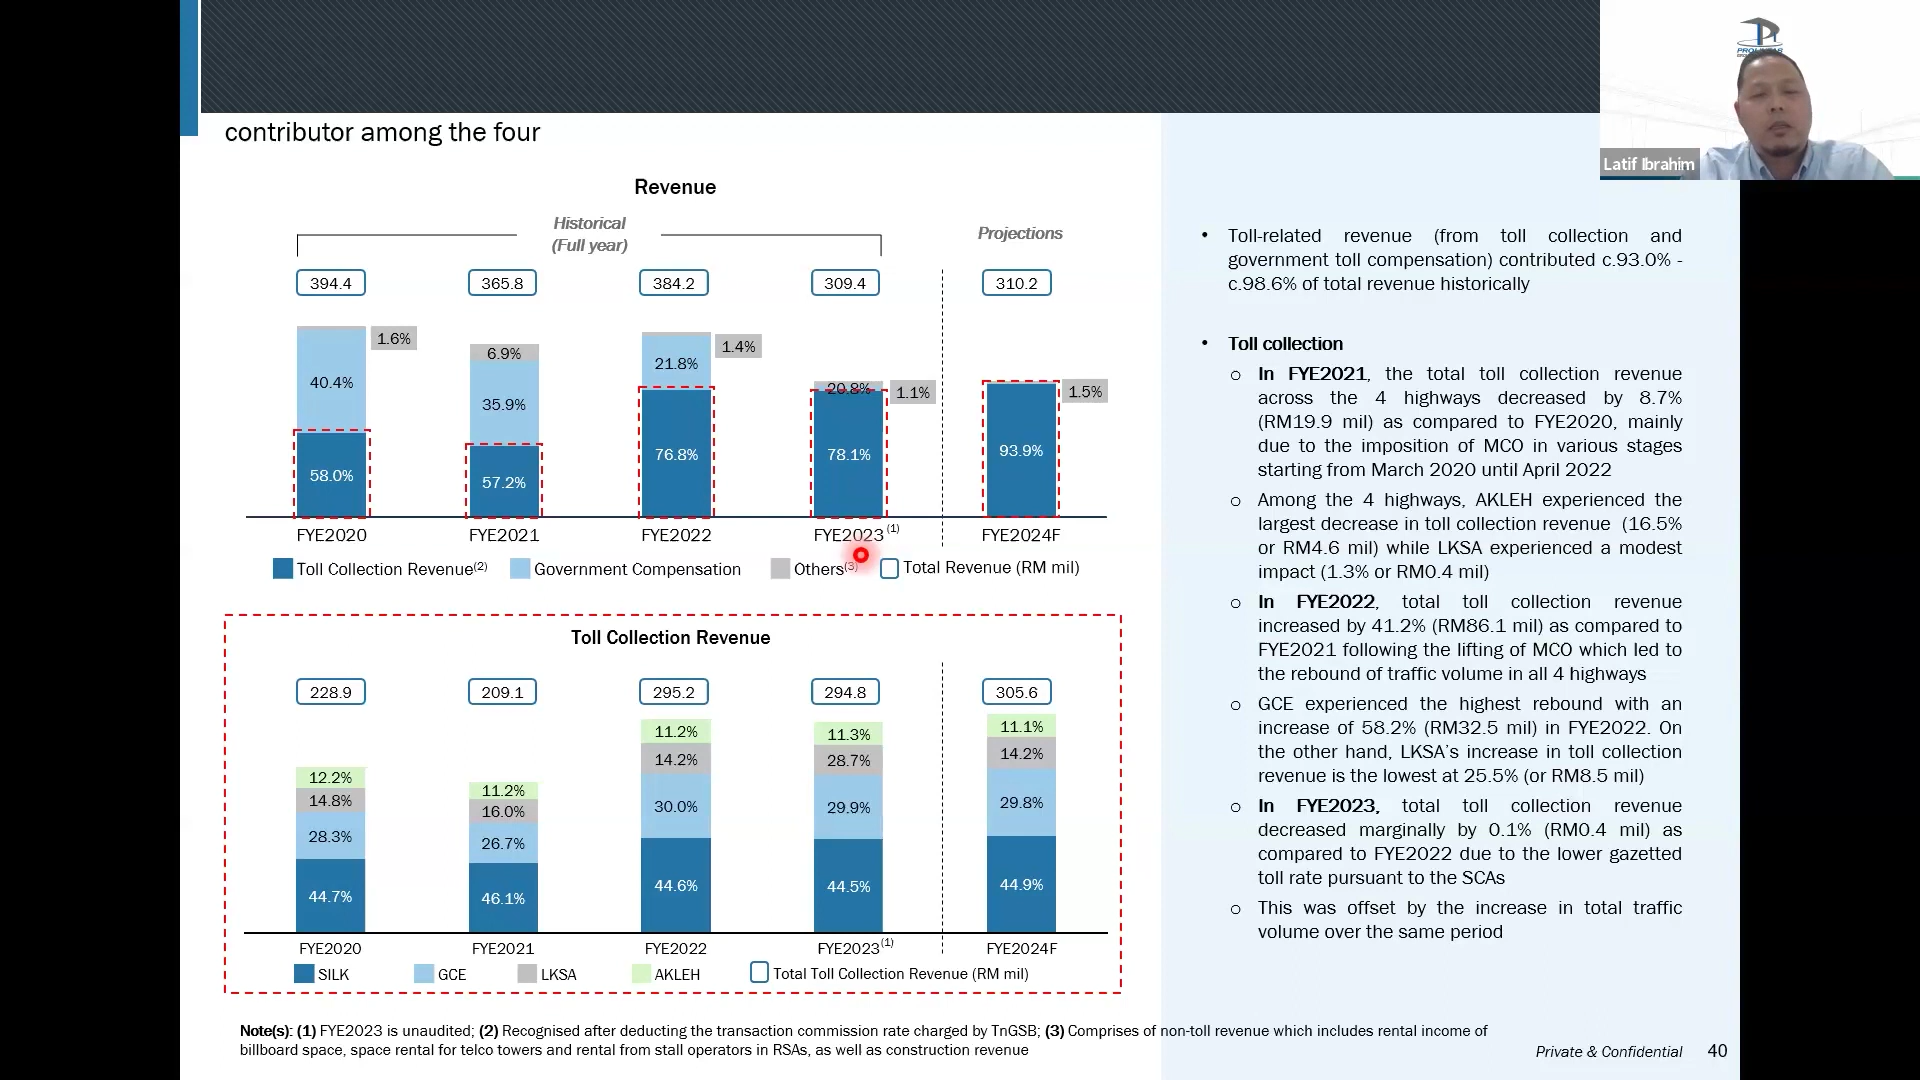 Latif Ibrahim
contributor among the four
Revenue
Historical
(Full year)
Projections
394.4
365.8
384.2
309.4
310.2
1.6%
40.4%
58.0%
6.9%
35.9%
57.2%
1.4%
21.8%
76.8%
20.8%
1.1%
78.1%
1.5%
93.9%
FYE2020
FYE2021
FYE2022
FYE2023 (1)
FYE2024F
Toll Collection Revenue(2)
Government Compensation
Others(3)
Total Revenue (RM mil)
Toll Collection Revenue
228.9
209.1
295.2
294.8
305.6
12.2%
14.8%
28.3%
44.7%
11.2%
16.0%
26.7%
46.1%
11.2%
14.2%
30.0%
44.6%
11.3%
28.7%
29.9%
44.5%
11.1%
14.2%
29.8%
44.9%
FYE2020
FYE2021
FYE2022
FYE2023(1)
FYE2024F
SILK
GCE
LKSA
AKLEH
Total Toll Collection Revenue (RM mil)
• Toll-related revenue (from toll collection and
government toll compensation) contributed c.93.0% -
c.98.6% of total revenue historically
• Toll collection
o In FYE2021, the total toll collection revenue
across the 4 highways decreased by 8.7%
(RM19.9 mil) as compared to FYE2020, mainly
due to the imposition of MCO in various stages
starting from March 2020 until April 2022
o Among the 4 highways, AKLEH experienced the
largest decrease in toll collection revenue (16.5%
or RM4.6 mil) while LKSA experienced a modest
impact (1.3% or RM0.4 mil)
o In FYE2022, total toll collection revenue
increased by 41.2% (RM86.1 mil) as compared to
FYE2021 following the lifting of MCO which led to
the rebound of traffic volume in all 4 highways
o GCE experienced the highest rebound with an
increase of 58.2% (RM32.5 mil) in FYE2022. On
the other hand, LKSA's increase in toll collection
revenue is the lowest at 25.5% (or RM8.5 mil)
o In FYE2023, total toll collection revenue
decreased marginally by 0.1% (RM0.4 mil) as
compared to FYE2022 due to the lower gazetted
toll rate pursuant to the SCAs
o This was offset by the increase in total traffic
volume over the same period
Note(s): (1) FYE2023 is unaudited; (2) Recognised after deducting the transaction commission rate charged by TnGSB; (3) Comprises of non-toll revenue which includes rental income of
billboard space, space rental for telco towers and rental from stall operators in RSAs, as well as construction revenue
Private & Confidential
40